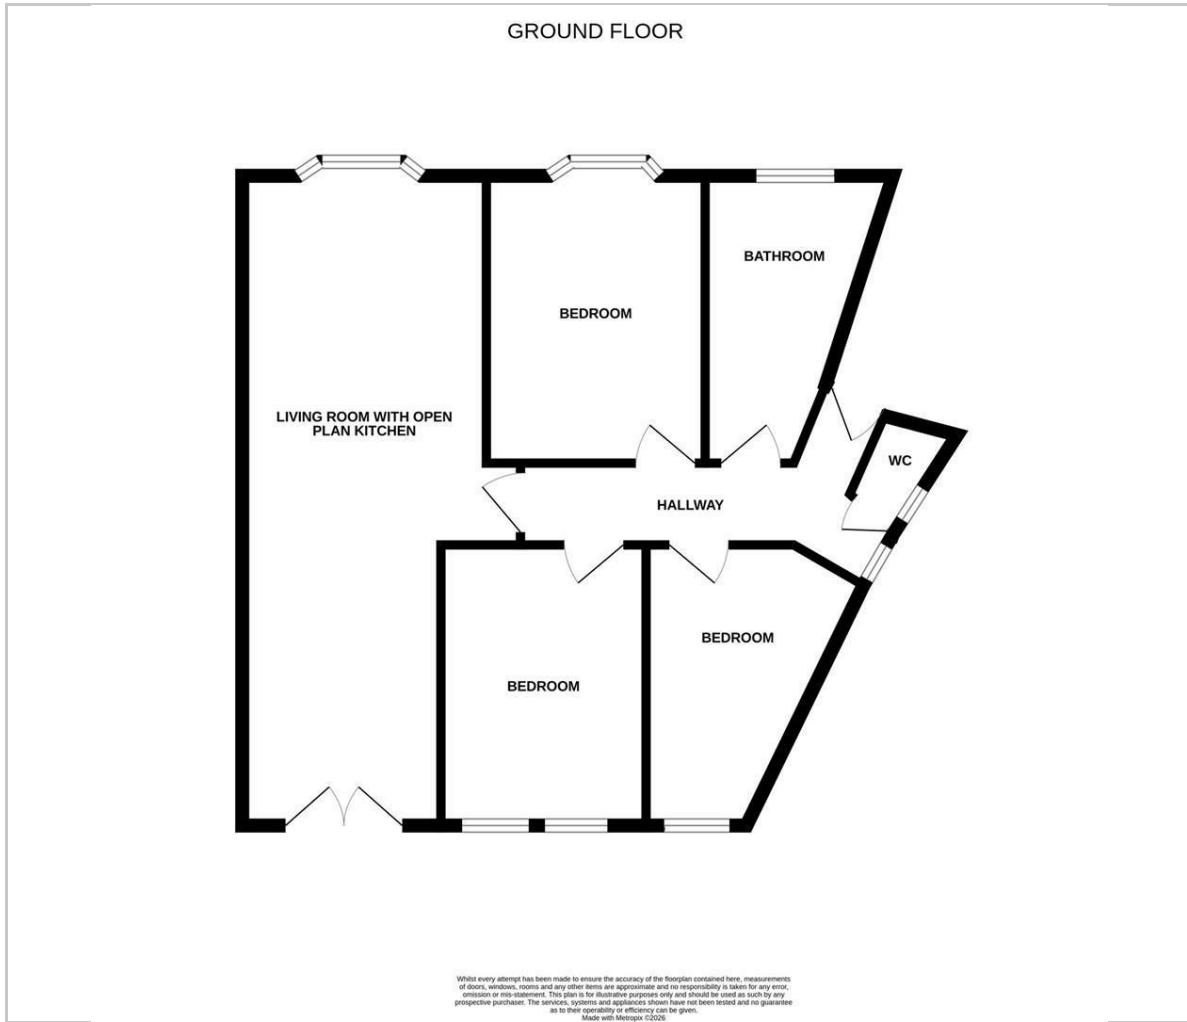 GROUND FLOOR
BATHROOM
BEDROOM
LIVING ROOM WITH OPEN
PLAN KITCHEN
WC
HALLWAY
BEDROOM
BEDROOM
Whilst every attempt has been made to ensure the accuracy of the floorplan contained here, measurements
of doors, windows, rooms and any other items are approximate and no responsibility is taken for any error,
omission or mis-statement. This plan is for illustrative purposes only and should be used as such by any
prospective purchaser. The services, systems and appliances shown have not been tested and no guarantee
as to their operability or efficiency can be given.
Made with Metropix ©2026